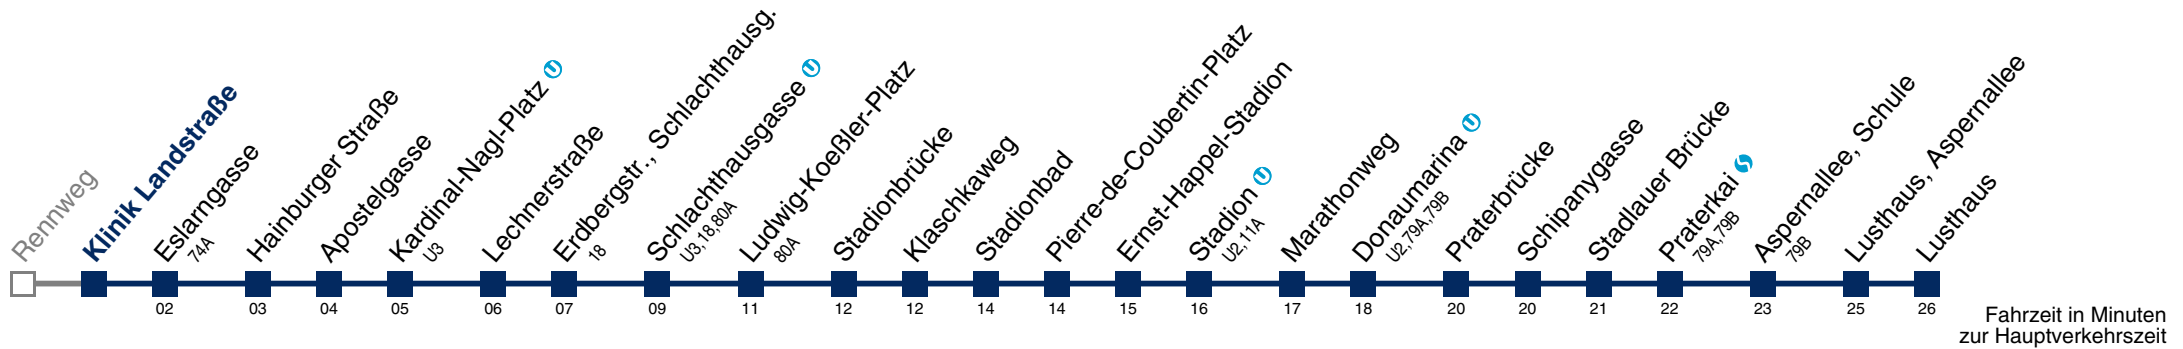 Rennweg
Klinik Landstraße
Eslarngasse
74A
Hainburger Straße
Apostelgasse
Kardinal-Nagl-Platz U
U3
Lechnerstraße
Erdbergstr., Schlachthausg.
18
Schlachthausgasse U
U3,18,80A
Ludwig-Koeßler-Platz
80A
Stadionbrücke
Klaschkaweg
Stadionbad
Pierre-de-Coubertin-Platz
Ernst-Happel-Stadion
Stadion U
U2,11A
Marathonweg
Donaumarina U
U2,79A,79B
Praterbrücke
Schipanygasse
Stadlauer Brücke
Praterkai S
79A,79B
Aspernallee, Schule
79B
Lusthaus, Aspernallee
Lusthaus
02 03 04 05 06 07 09 11 12 12 14 14 15 16 17 18 20 20 21 22 23 25 26
Fahrzeit in Minuten
zur Hauptverkehrszeit